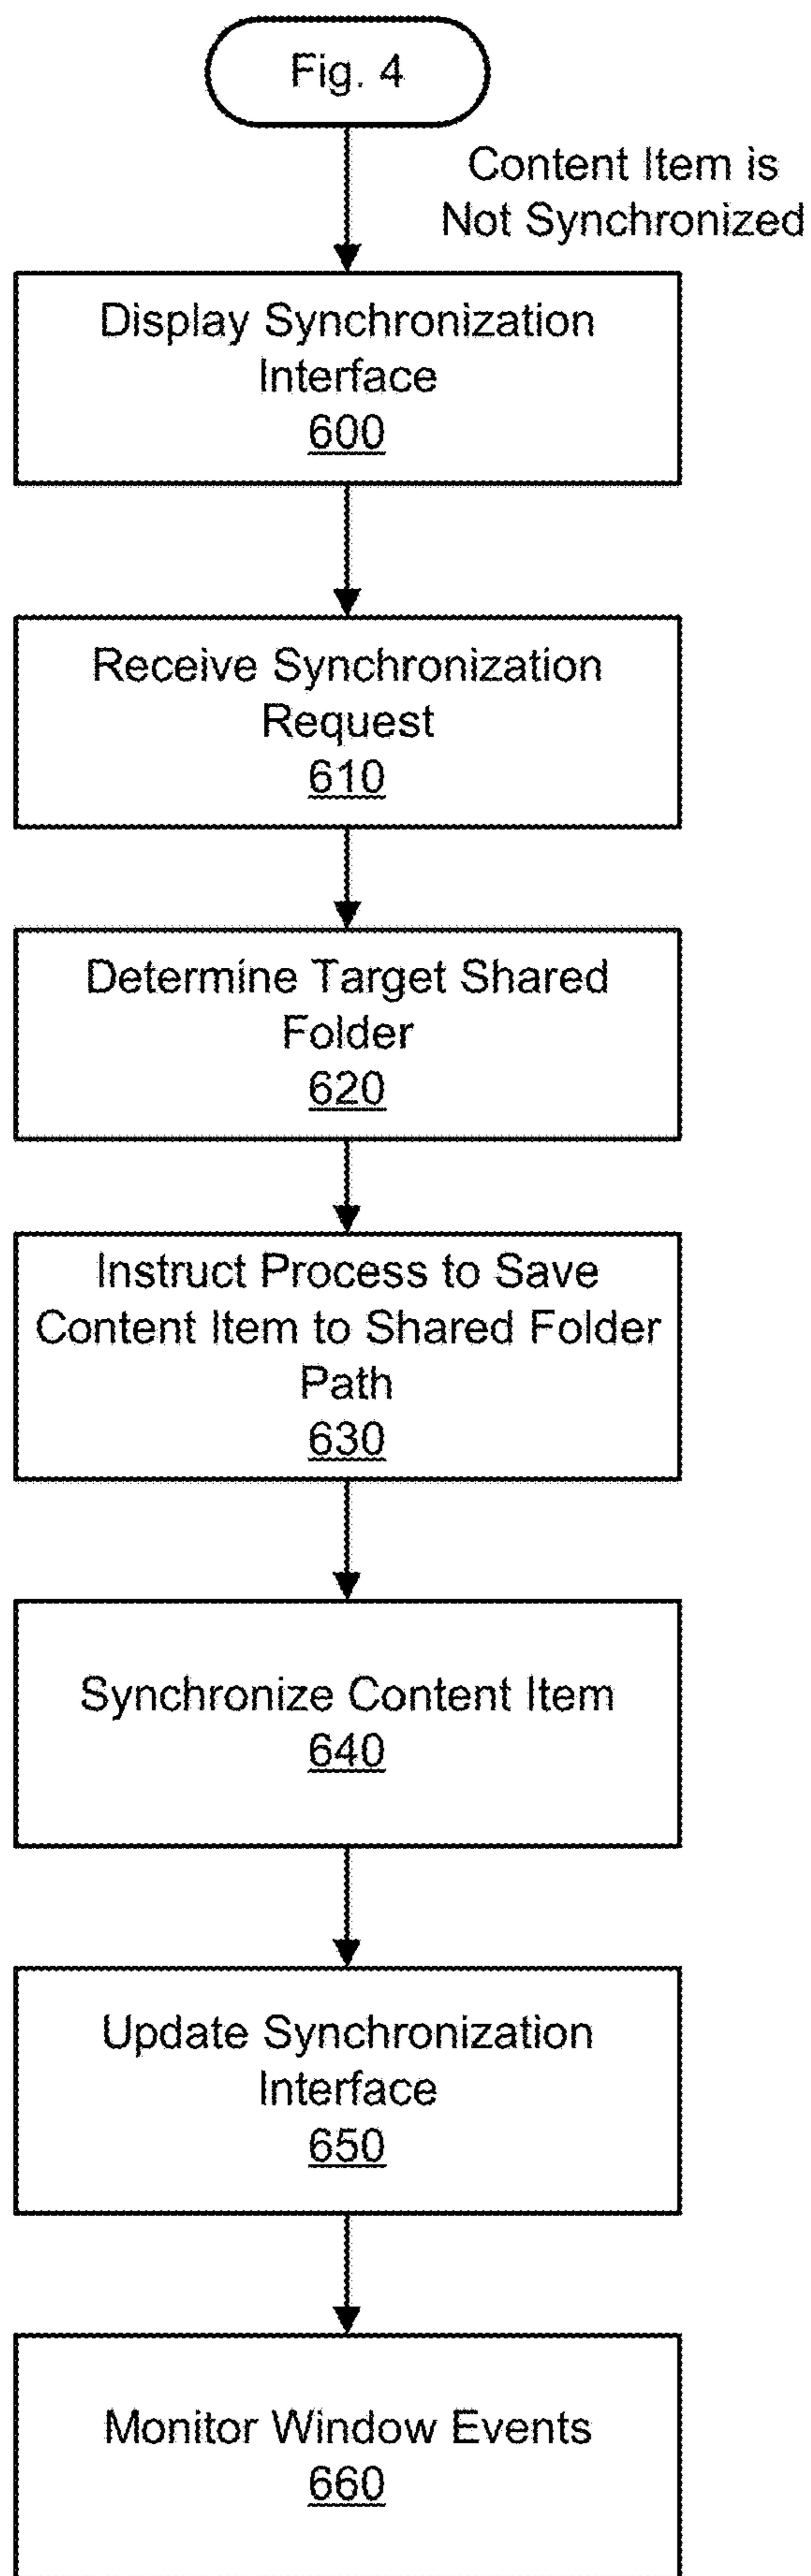 Fig. 4
Content Item is
Not Synchronized
Display Synchronization
Interface
600
Receive Synchronization
Request
610
Determine Target Shared
Folder
620
Instruct Process to Save
Content Item to Shared Folder
Path
630
Synchronize Content Item
640
Update Synchronization
Interface
650
Monitor Window Events
660